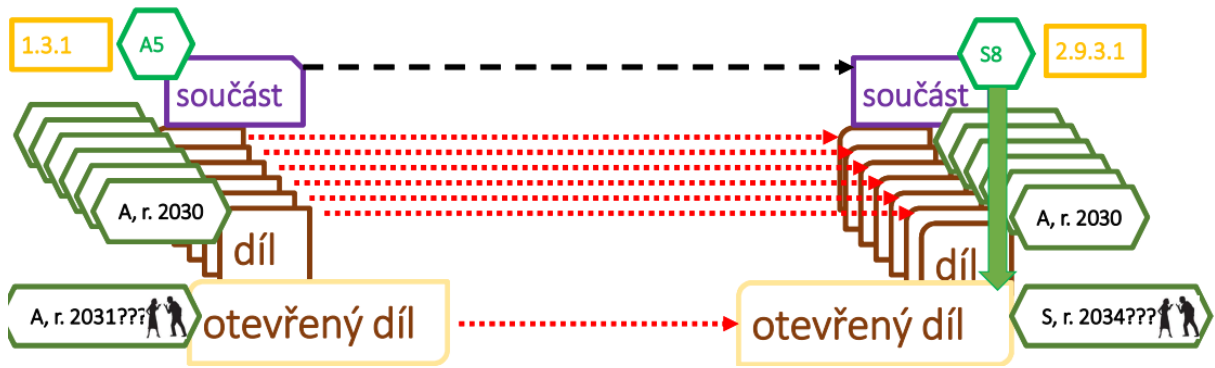 1.3.1
A5
součást
A, r. 2030
díl
A, r. 2031???
otevřený díl
S8
2.9.3.1
součást
A, r. 2030
díl
otevřený díl
S, r. 2034???